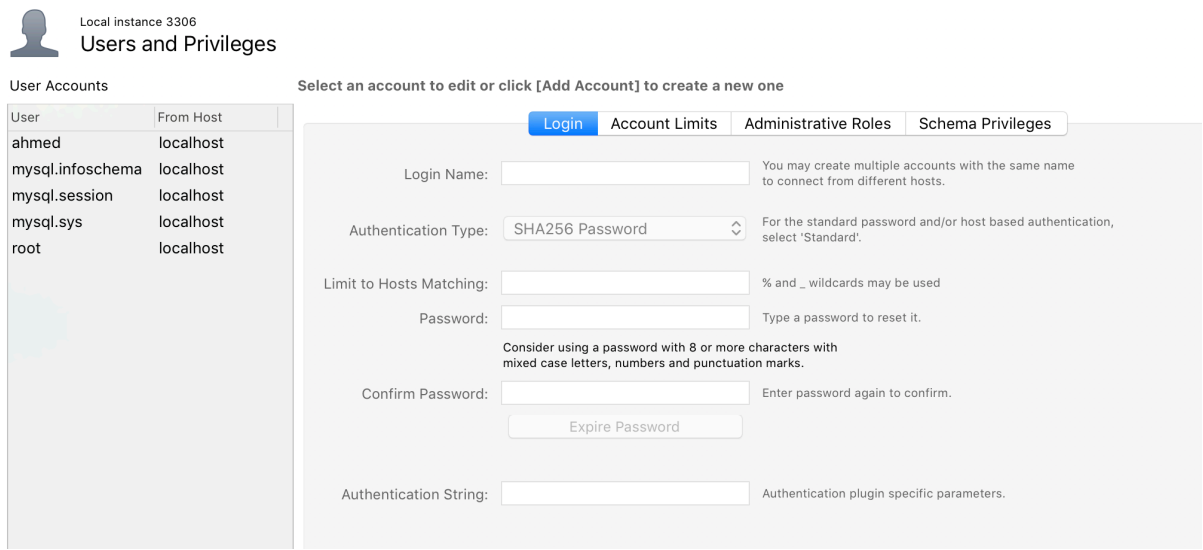 Local instance 3306
Users and Privileges
User Accounts
Select an account to edit or click [Add Account] to create a new one
User From Host
ahmed localhost
mysql.infoschema localhost
mysql.session localhost
mysql.sys localhost
root localhost
Login Account Limits Administrative Roles Schema Privileges
Login Name:
You may create multiple accounts with the same name
to connect from different hosts.
Authentication Type: SHA256 Password
For the standard password and/or host based authentication,
select 'Standard'.
Limit to Hosts Matching: % and _ wildcards may be used
Password: Type a password to reset it.
Consider using a password with 8 or more characters with
mixed case letters, numbers and punctuation marks.
Confirm Password: Enter password again to confirm.
Expire Password
Authentication String: Authentication plugin specific parameters.